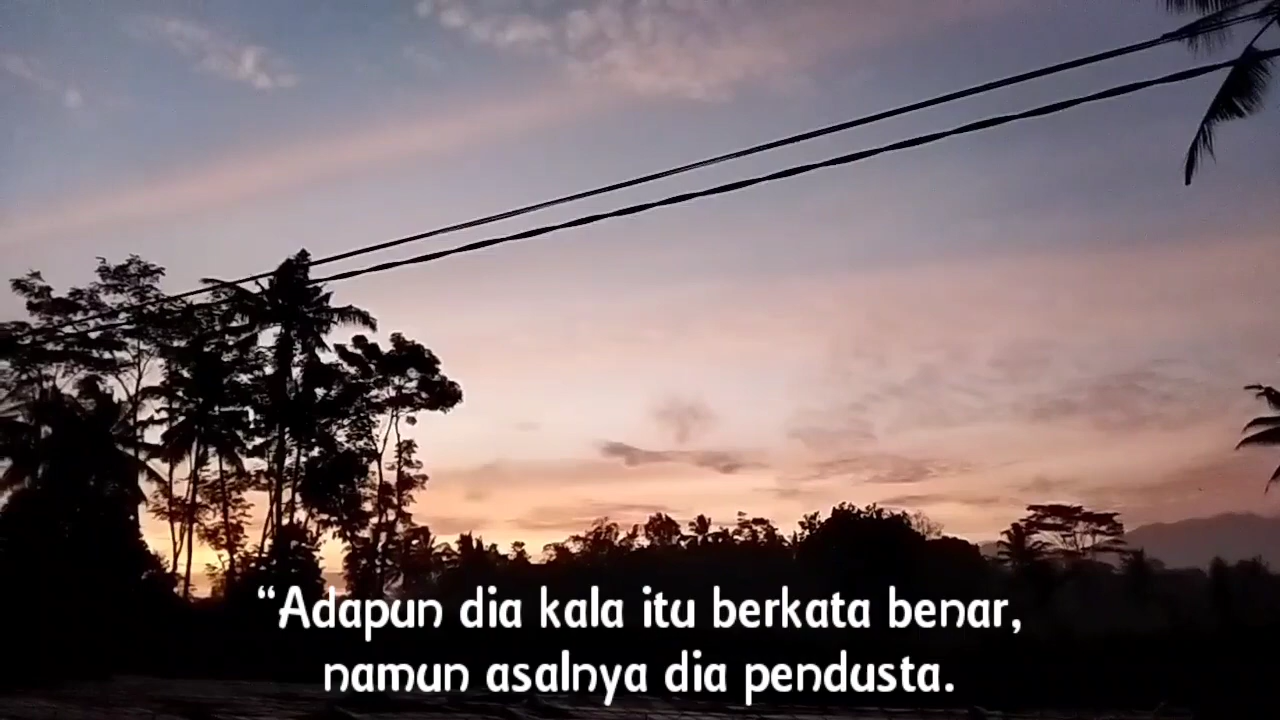 “Adapun dia kala itu berkata benar,
namun asalnya dia pendusta.